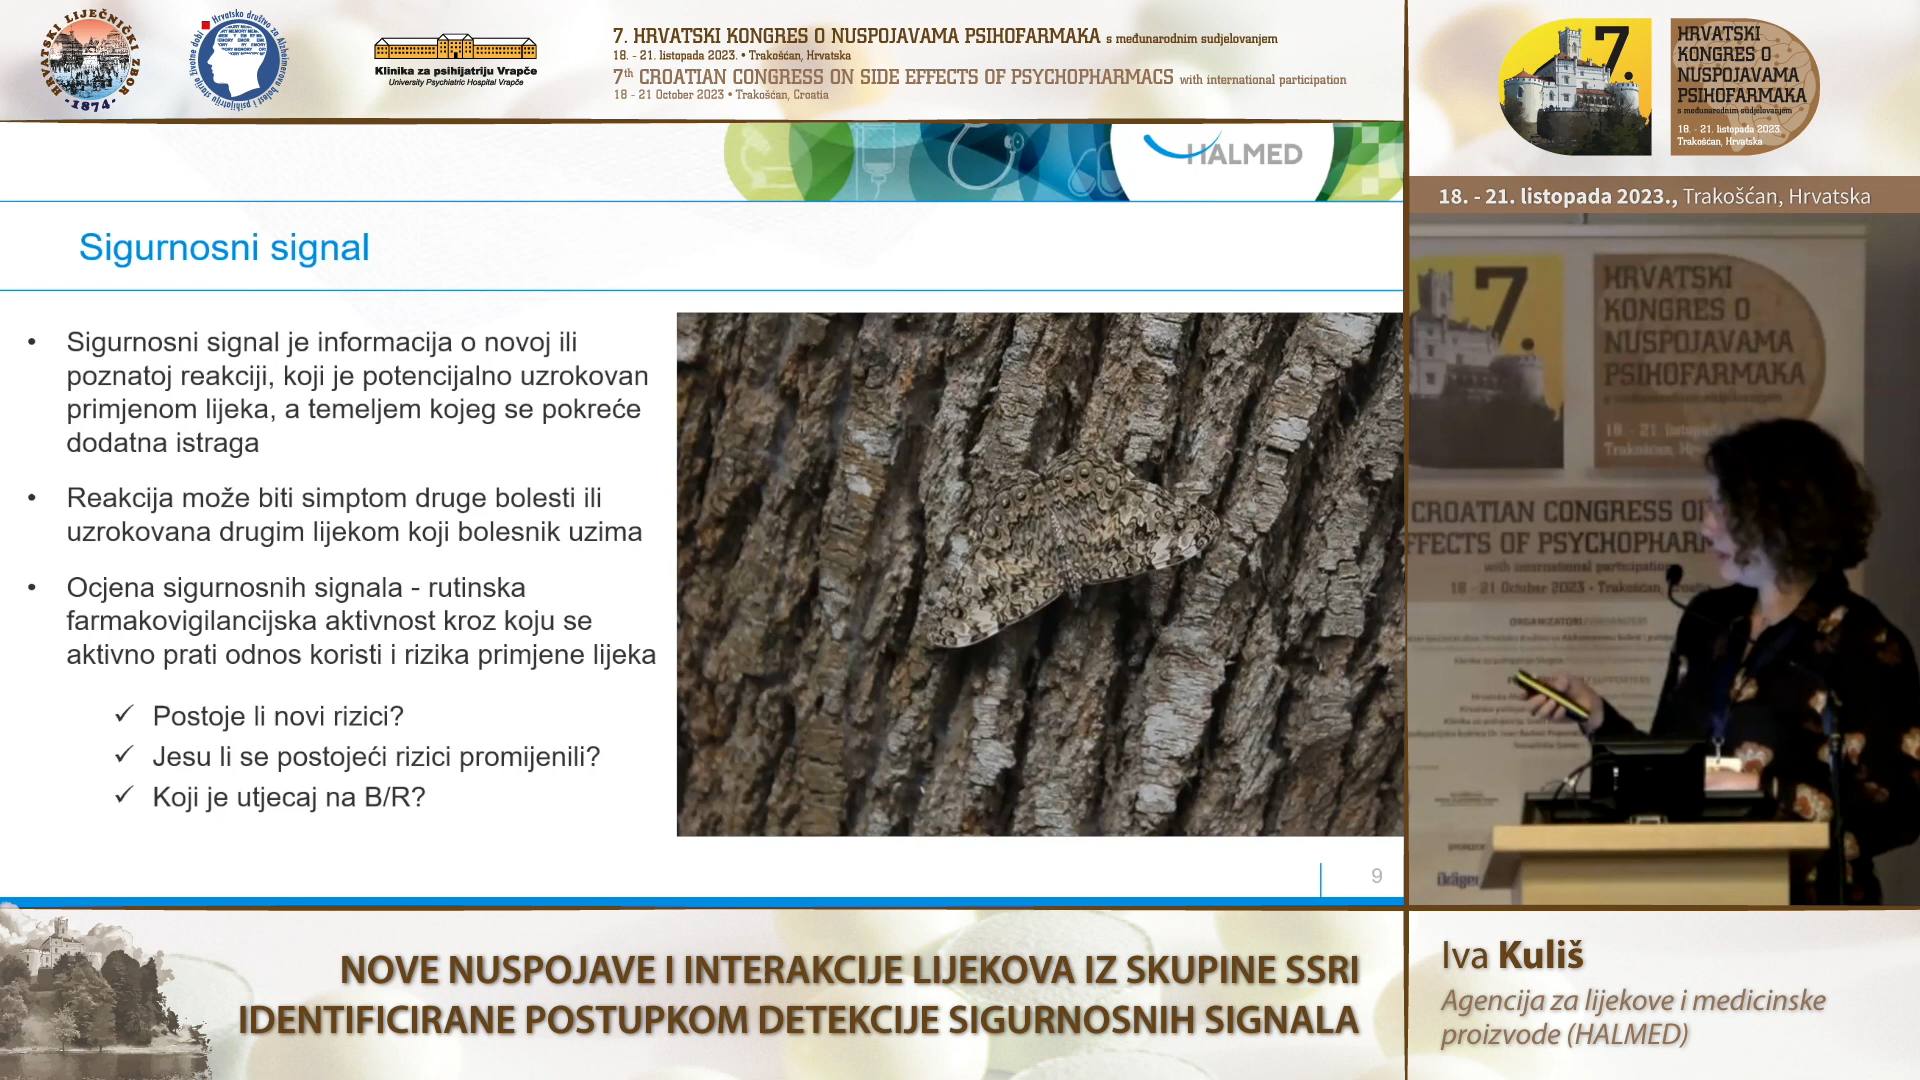 HRVATSKI LIJEČNIČKI ZBOR
-1874-
Klinika za psihijatriju Vrapče
University Psychiatric Hospital Vrapče
7. HRVATSKI KONGRES O NUSPOJAVAMA PSIHOFARMAKA s međunarodnim sudjelovanjem
18. - 21. listopada 2023. • Trakošćan, Hrvatska
7th CROATIAN CONGRESS ON SIDE EFFECTS OF PSYCHOPHARMACS with international participation
18 - 21 October 2023 • Trakošćan, Croatia
7.
HRVATSKI
KONGRES O
NUSPOJAVAMA
PSIHOFARMAKA
s međunarodnim sudjelovanjem
18. - 21. listopada 2023.
Trakošćan, Hrvatska
18. - 21. listopada 2023., Trakošćan, Hrvatska
HALMED
Sigurnosni signal
• Sigurnosni signal je informacija o novoj ili
poznatoj reakciji, koji je potencijalno uzrokovan
primjenom lijeka, a temeljem kojeg se pokreće
dodatna istraga
• Reakcija može biti simptom druge bolesti ili
uzrokovana drugim lijekom koji bolesnik uzima
• Ocjena sigurnosnih signala - rutinska
farmakovigilancijska aktivnost kroz koju se
aktivno prati odnos koristi i rizika primjene lijeka
✓ Postoje li novi rizici?
✓ Jesu li se postojeći rizici promijenili?
✓ Koji je utjecaj na B/R?
9
7.
HRVATSKI
KONGRES O
NUSPOJAVAMA
PSIHOFARMAKA
18 - 21
CROATIAN CONGRESS
EFFECTS OF
with international participation
18 - 21 October 2023 • Trakošćan,
Dräger
NOVE NUSPOJAVE I INTERAKCIJE LIJEKOVA IZ SKUPINE SSRI
IDENTIFICIRANE POSTUPKOM DETEKCIJE SIGURNOSNIH SIGNALA
Iva Kuliš
Agencija za lijekove i medicinske
proizvode (HALMED)